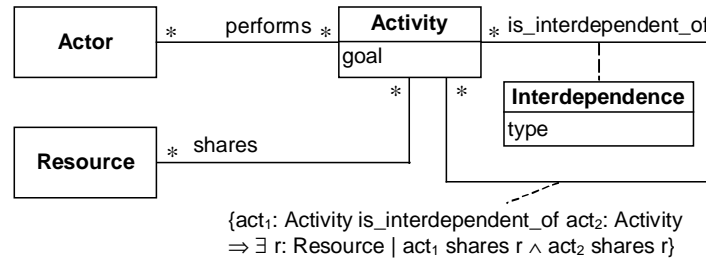 Actor
* performs *
Activity
goal
* is_interdependent_of
Interdependence
type
* *
Resource
* shares
{act₁: Activity is_interdependent_of act₂: Activity
⇒ ∃ r: Resource | act₁ shares r ∧ act₂ shares r}